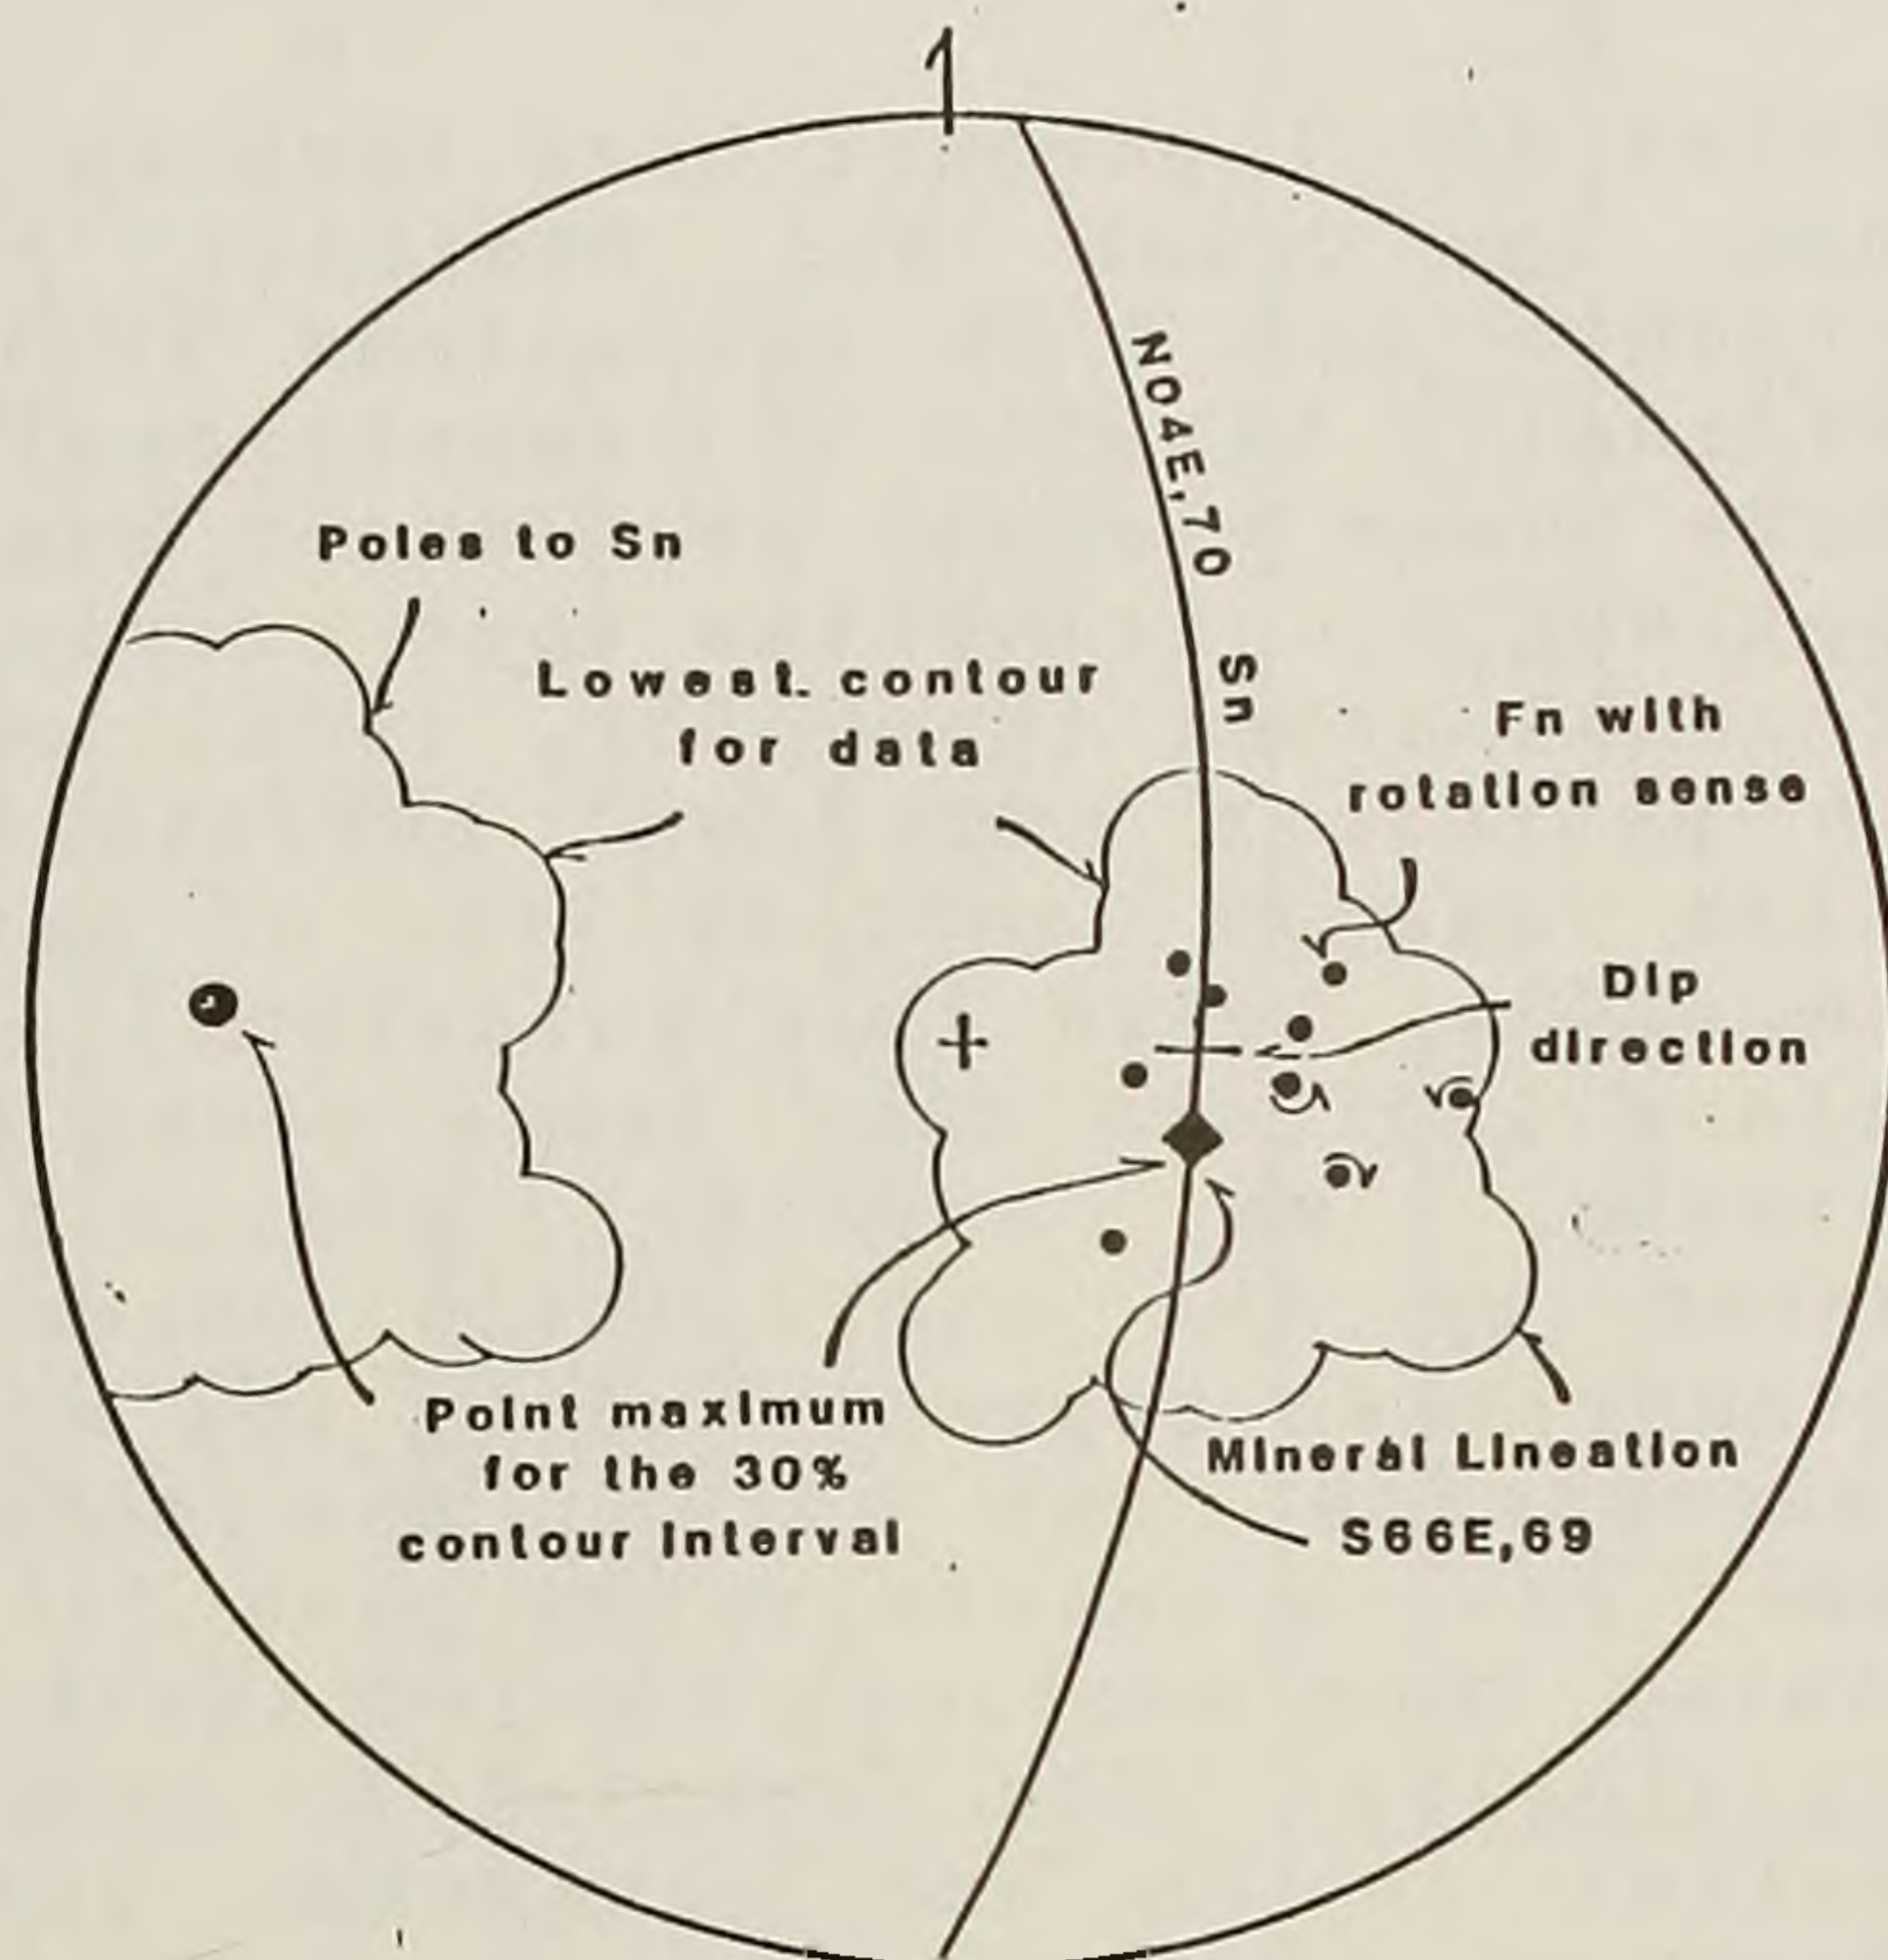 N04E,70 Sn
Poles to Sn
Lowest contour
for data
Fn with
rotation sense
Dip
direction
Point maximum
for the 30%
contour interval
Mineral Lineation
S66E,69